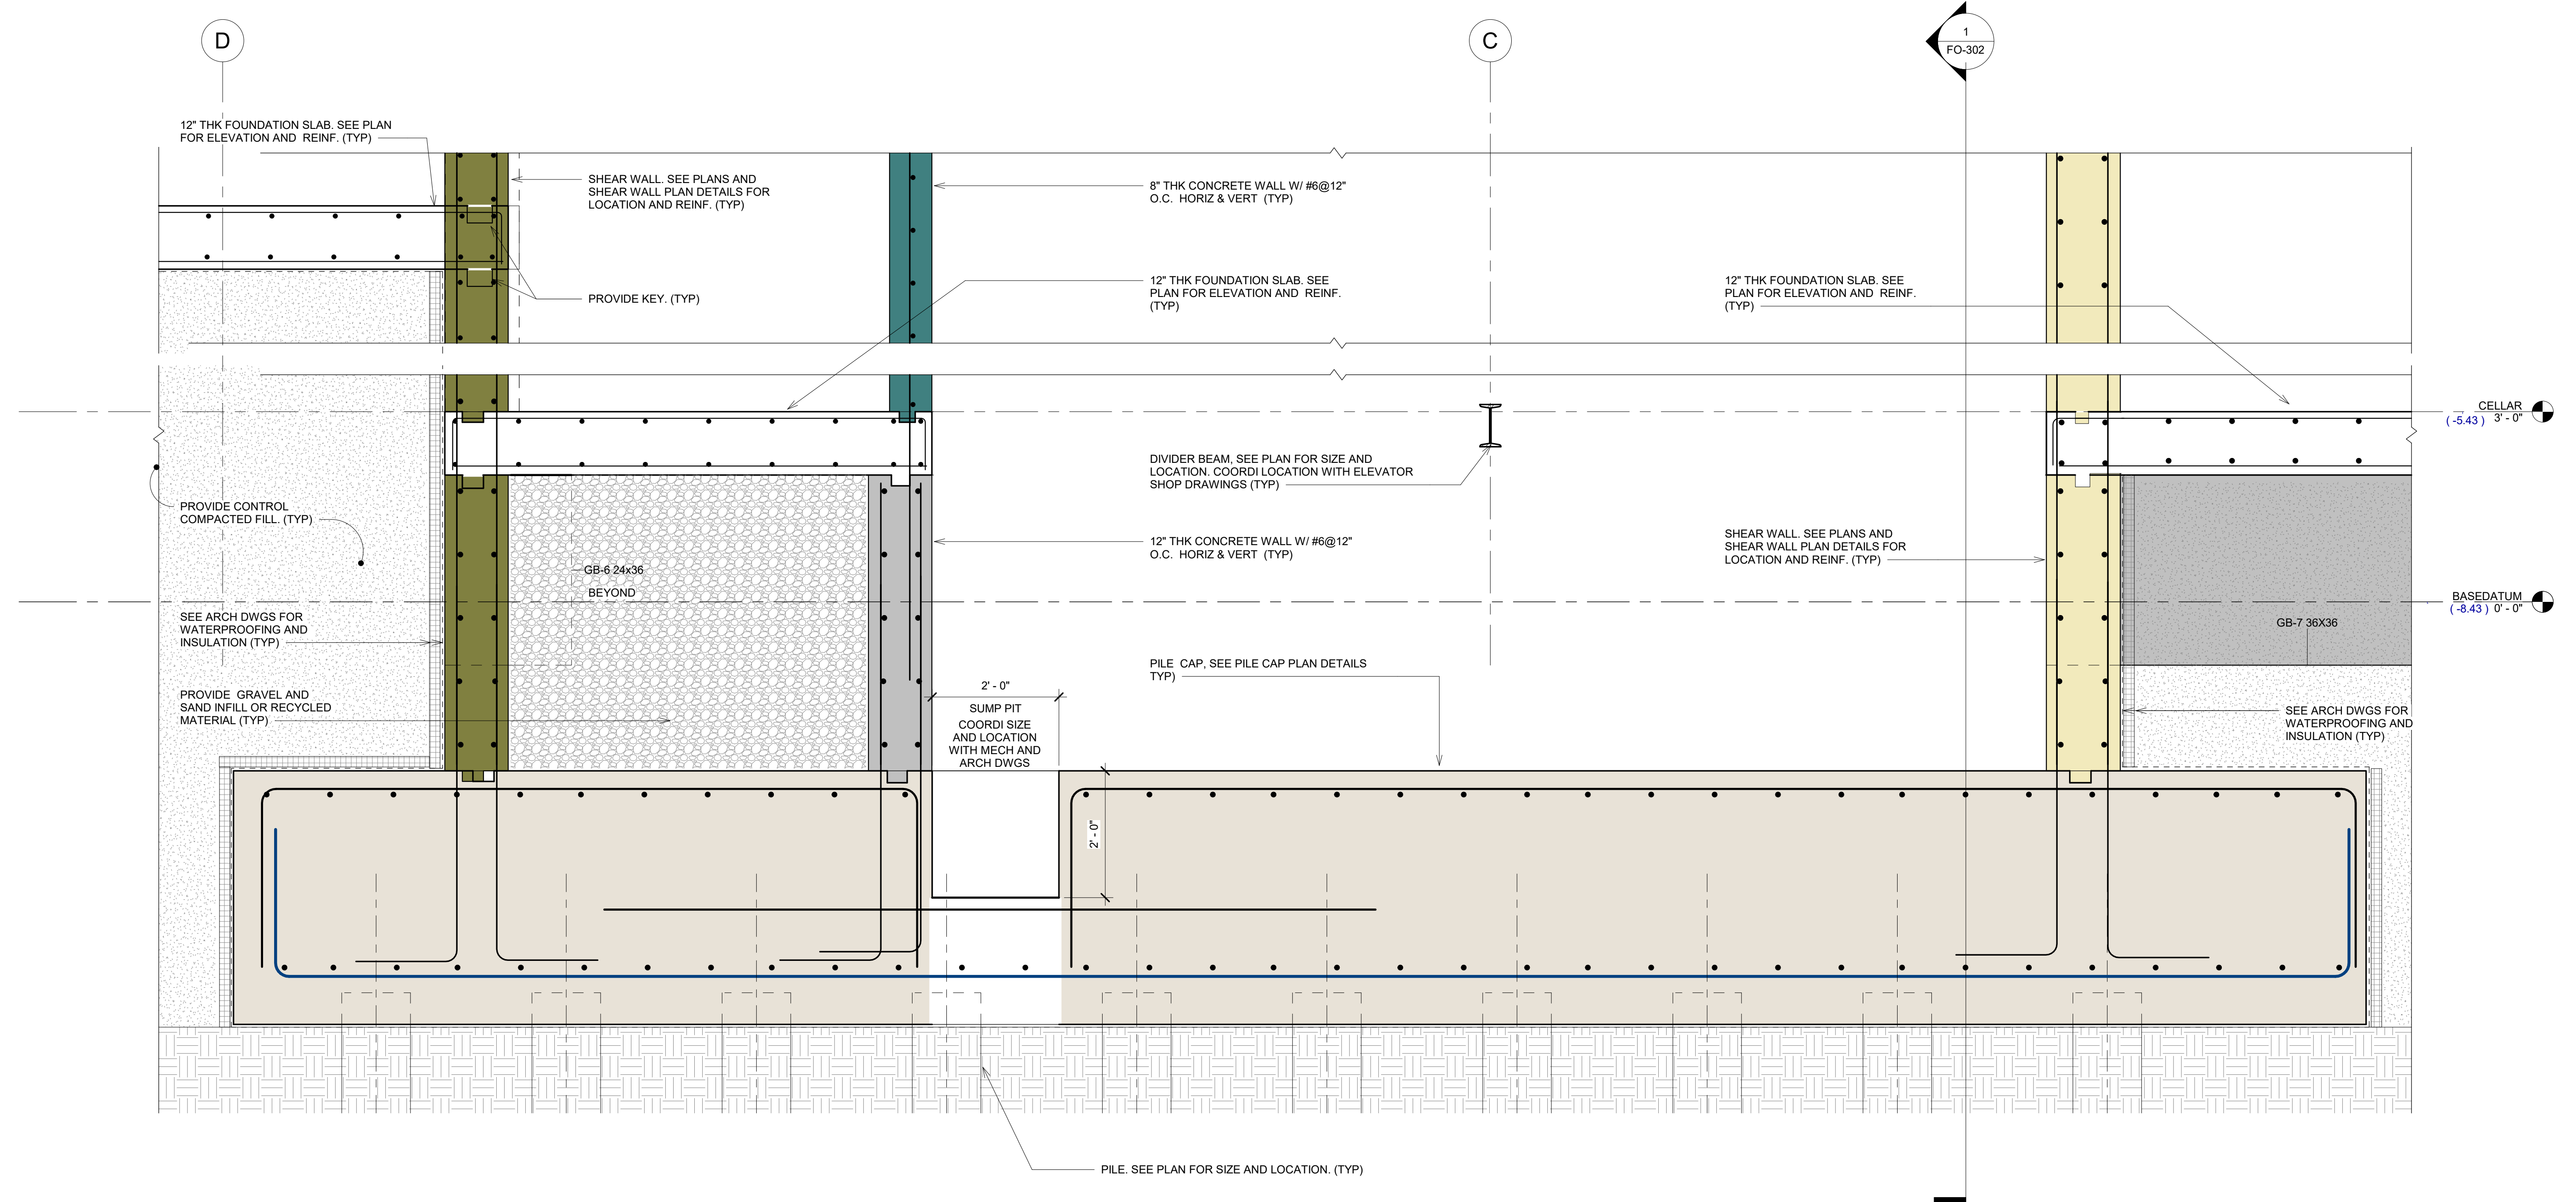 D
C
1
FO-302
12" THK FOUNDATION SLAB. SEE PLAN
FOR ELEVATION AND REINF. (TYP)
SHEAR WALL. SEE PLANS AND
SHEAR WALL PLAN DETAILS FOR
LOCATION AND REINF. (TYP)
8" THK CONCRETE WALL W/ #6@12"
O.C. HORIZ & VERT (TYP)
PROVIDE KEY. (TYP)
12" THK FOUNDATION SLAB. SEE
PLAN FOR ELEVATION AND REINF.
(TYP)
12" THK FOUNDATION SLAB. SEE
PLAN FOR ELEVATION AND REINF.
(TYP)
CELLAR
( -5.43 ) 3' - 0"
DIVIDER BEAM, SEE PLAN FOR SIZE AND
LOCATION. COORDI LOCATION WITH ELEVATOR
SHOP DRAWINGS (TYP)
PROVIDE CONTROL
COMPACTED FILL. (TYP)
12" THK CONCRETE WALL W/ #6@12"
O.C. HORIZ & VERT (TYP)
SHEAR WALL. SEE PLANS AND
SHEAR WALL PLAN DETAILS FOR
LOCATION AND REINF. (TYP)
GB-6 24x36
BEYOND
BASEDATUM
( -8.43 ) 0' - 0"
SEE ARCH DWGS FOR
WATERPROOFING AND
INSULATION (TYP)
GB-7 36X36
PILE CAP, SEE PILE CAP PLAN DETAILS
TYP)
PROVIDE GRAVEL AND
SAND INFILL OR RECYCLED
MATERIAL (TYP)
2' - 0"
SUMP PIT
COORDI SIZE
AND LOCATION
WITH MECH AND
ARCH DWGS
SEE ARCH DWGS FOR
WATERPROOFING AND
INSULATION (TYP)
2' - 0"
PILE. SEE PLAN FOR SIZE AND LOCATION. (TYP)